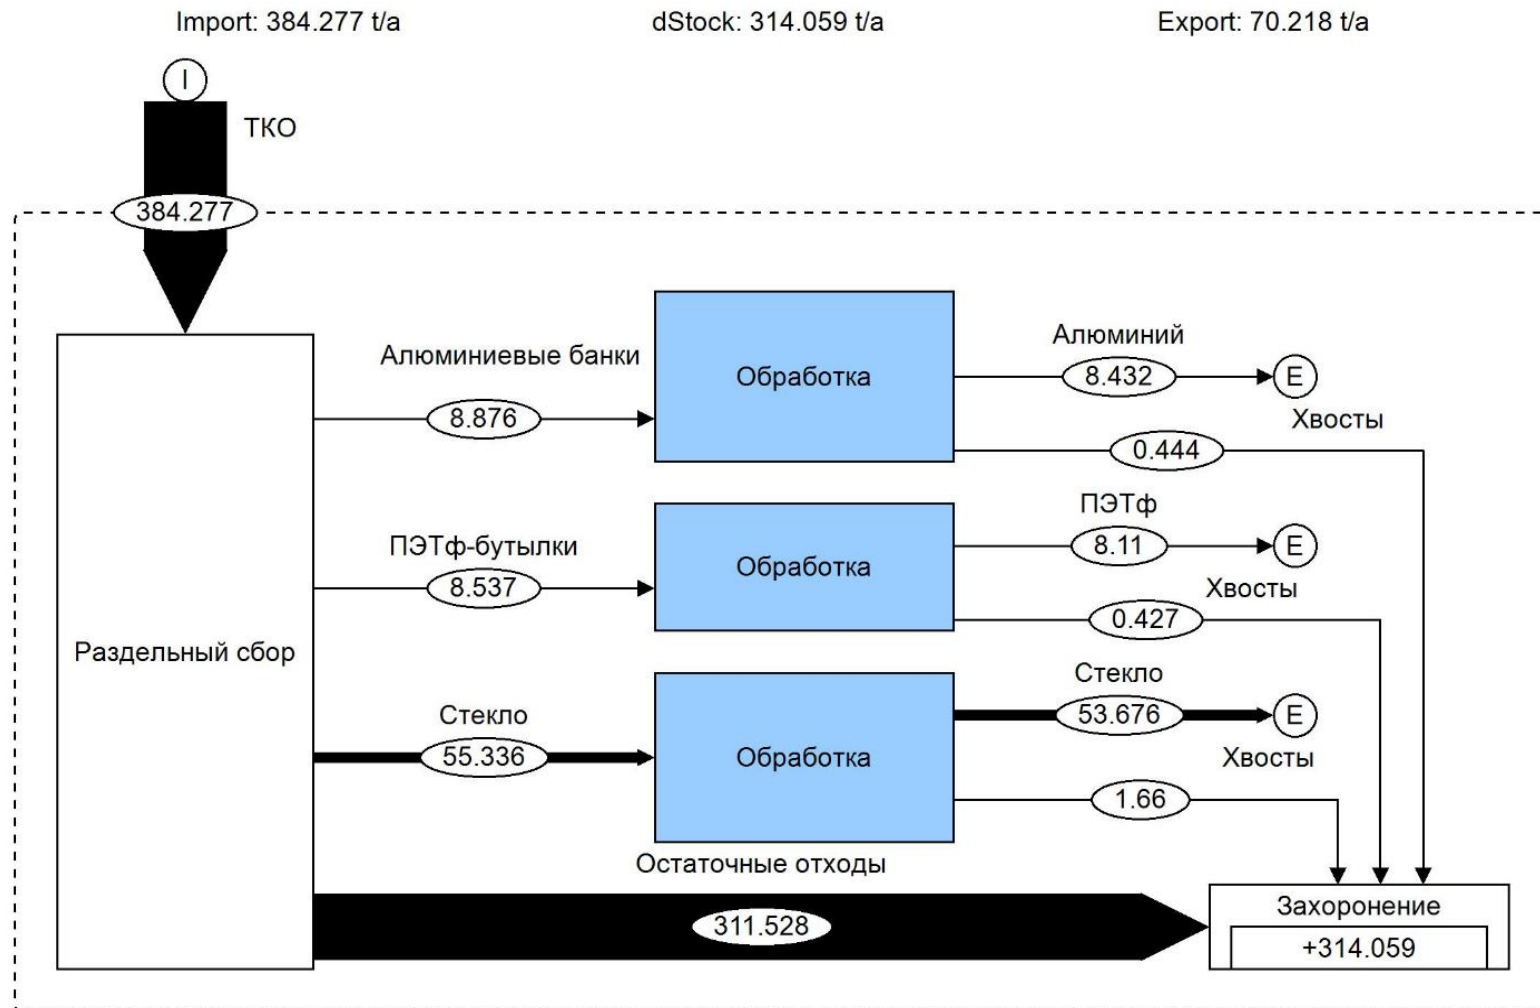 Import: 384.277 t/a
dStock: 314.059 t/a
Export: 70.218 t/a
I
ТКО
384.277
Раздельный сбор
Алюминиевые банки
8.876
Обработка
Алюминий
8.432
E
Хвосты
0.444
ПЭТф-бутылки
8.537
Обработка
ПЭТф
8.11
E
Хвосты
0.427
Стекло
55.336
Обработка
Стекло
53.676
E
Хвосты
1.66
Остаточные отходы
311.528
Захоронение
+314.059